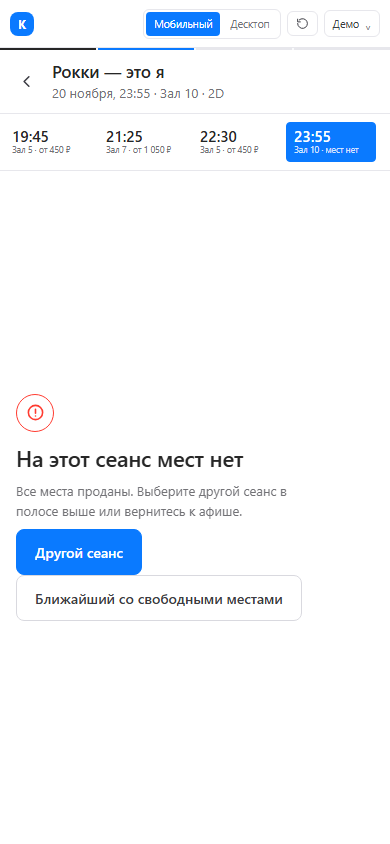 K
Мобильный Десктоп Демо
Рокки — это я
20 ноября, 23:55 · Зал 10 · 2D
19:45 21:25 22:30 23:55
Зал 5 · от 450 ₽ Зал 7 · от 1 050 ₽ Зал 5 · от 450 ₽ Зал 10 · мест нет
На этот сеанс мест нет
Все места проданы. Выберите другой сеанс в
полосе выше или вернитесь к афише.
Другой сеанс
Ближайший со свободными местами